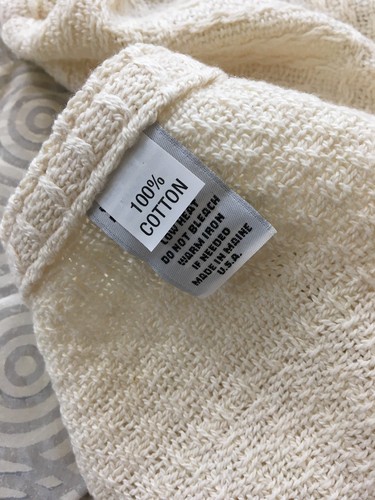 100%
COTTON
LOW HEAT
DO NOT BLEACH
WARM IRON
IF NEEDED
MADE IN MAINE
U.S.A.